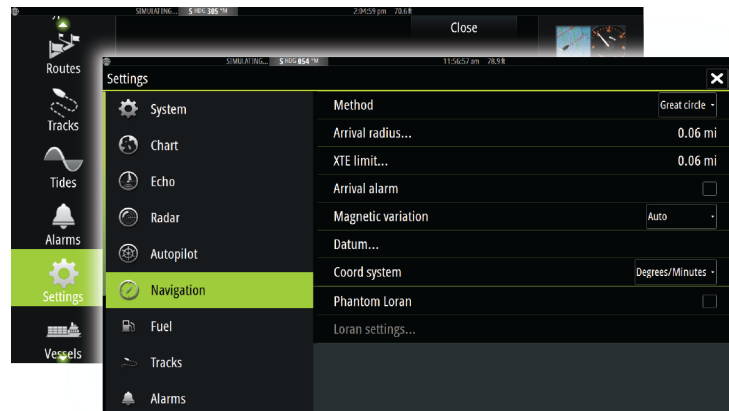 SIMULATING... S HDG 305 °M 2:04:59 pm 70.6 ft
Close
Routes
Tracks
Tides
Alarms
Settings
Vessels
SIMULATING... S HDG 054 °M 11:56:57 am 78.9 ft
Settings
System
Chart
Echo
Radar
Autopilot
Navigation
Fuel
Tracks
Alarms
Method Great circle
Arrival radius... 0.06 mi
XTE limit... 0.06 mi
Arrival alarm
Magnetic variation Auto
Datum...
Coord system Degrees/Minutes
Phantom Loran
Loran settings...